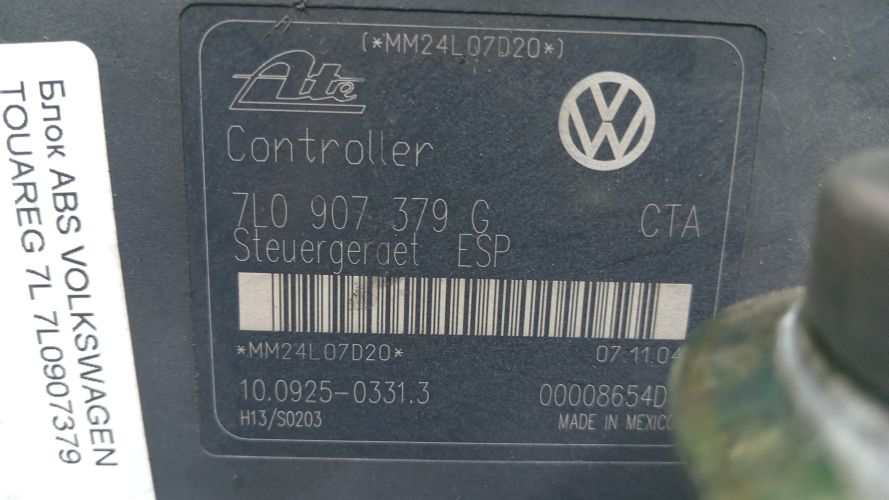 Блок ABS VOLKSWAGEN
TOUAREG 7L 7L0907379
(*MM24L07D20*)
Ate
Controller
7L0 907 379 G CTA
Steuergeraet ESP
*MM24L07D20* 07.11.04
10.0925-0331.3 00008654D
H13/S0203 MADE IN MEXICO